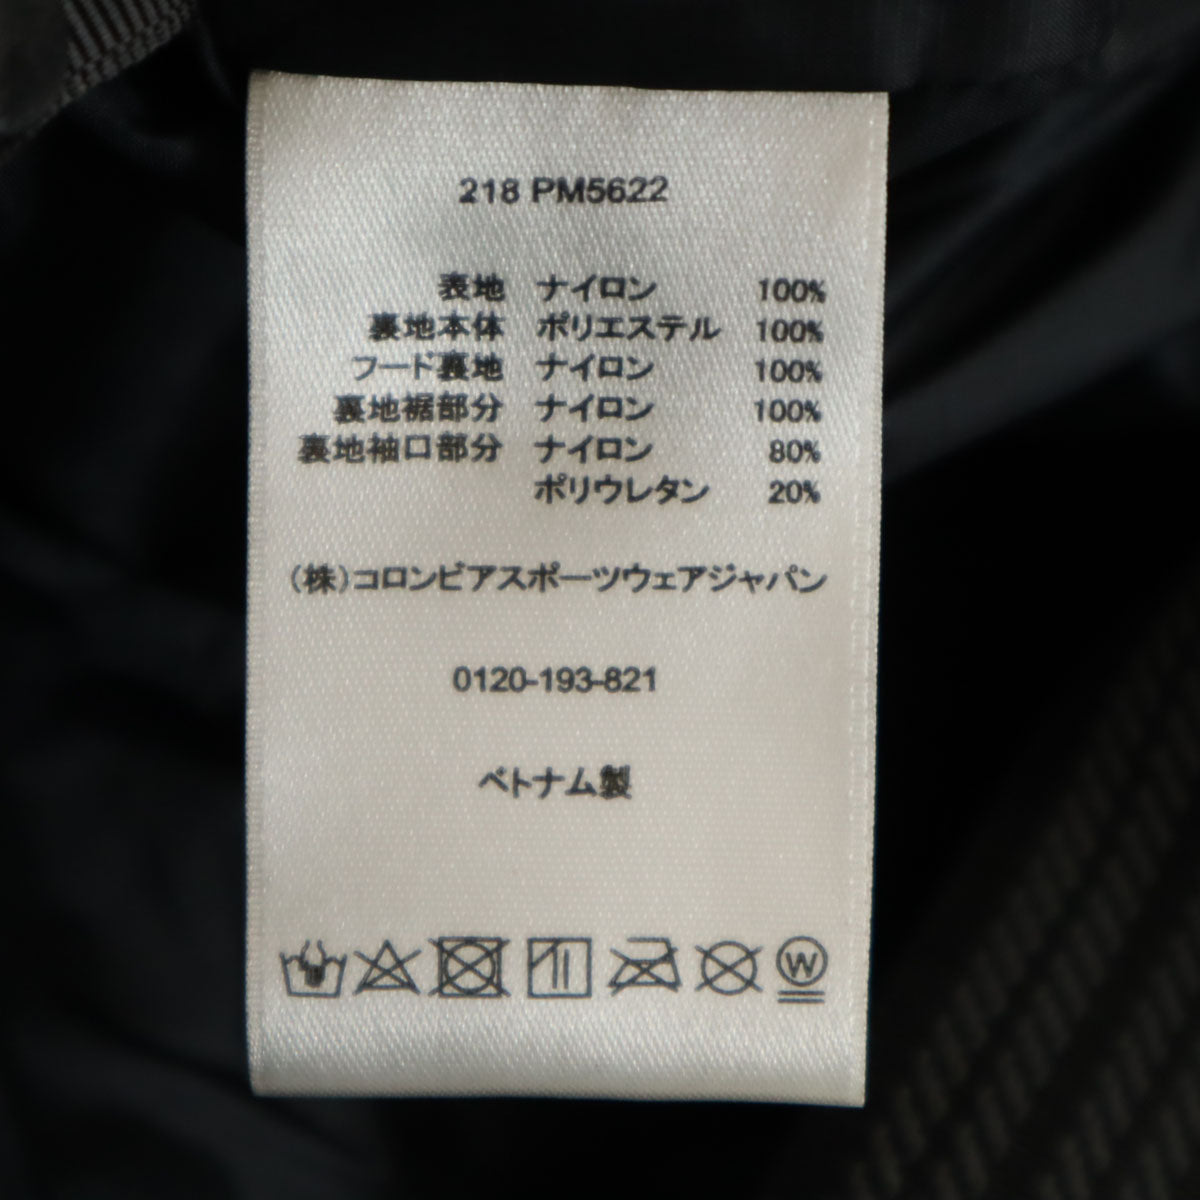 218 PM5622
表地 ナイロン 100%
裏地本体 ポリエステル 100%
フード裏地 ナイロン 100%
裏地裾部分 ナイロン 100%
裏地袖口部分 ナイロン 80%
ポリウレタン 20%
(株)コロンビアスポーツウェアジャパン
0120-193-821
ベトナム製
W